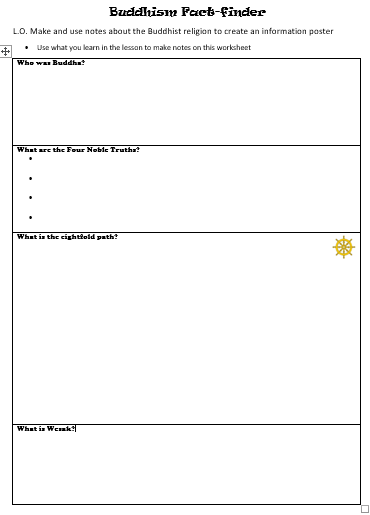 Buddhism Fact-finder
L.O. Make and use notes about the Buddhist religion to create an information poster
• Use what you learn in the lesson to make notes on this worksheet
Who was Buddha?
What are the Four Noble Truths?
•
•
•
•
What is the eightfold path?
What is Wesak?